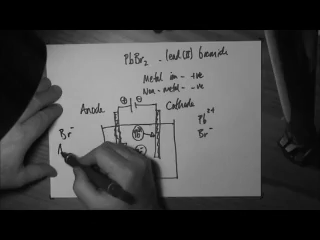 PbBr2 - lead(II) bromide
Metal ion - +ve
Non-metal - -ve
⊕ ⊖
Anode Cathode
Pb2+
Br- Br-